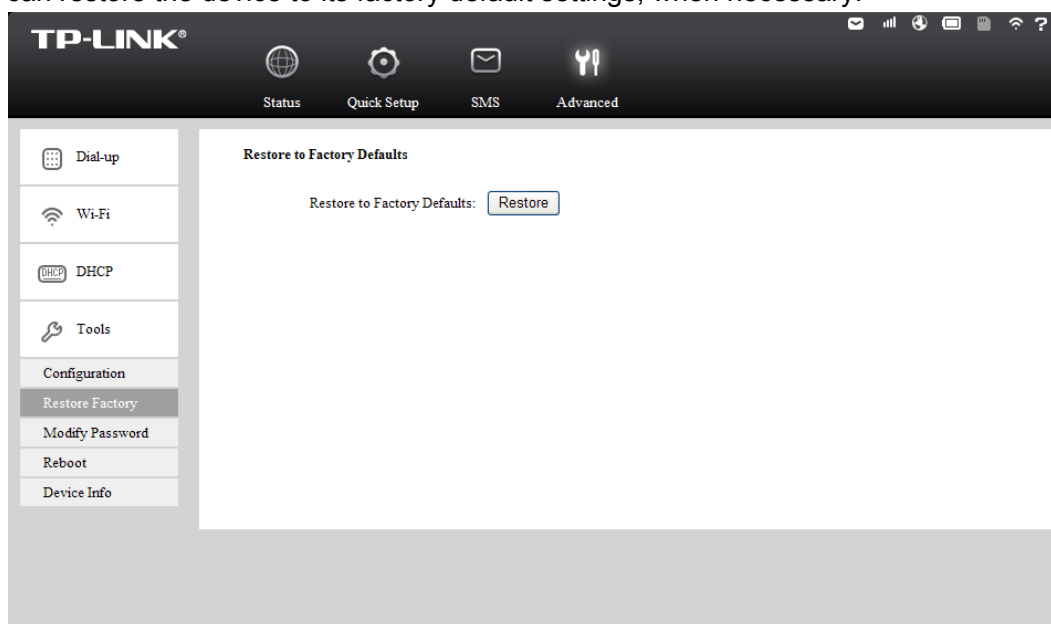 can restore the device to its factory default settings, when necessary.
TP-LINK®
?
Status Quick Setup SMS Advanced
Dial-up
Wi-Fi
DHCP DHCP
Tools
Configuration
Restore Factory
Modify Password
Reboot
Device Info
Restore to Factory Defaults
Restore to Factory Defaults: Restore